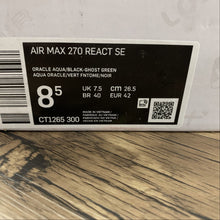 AIR MAX 270 REACT SE
ORACLE AQUA/BLACK-GHOST GREEN
AQUA ORACLE/VERT FNTOME/NOIR
8.5
UK 7.5 cm 26.5
BR 40 EUR 42
CT1265 300